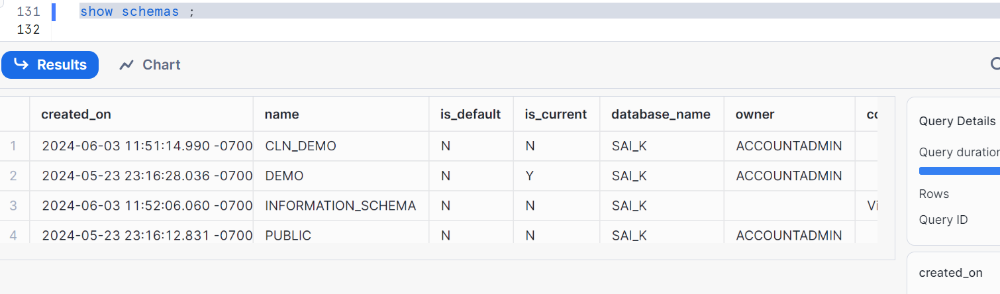 131 show schemas ;
132
Results Chart
created_on name is_default is_current database_name owner
1 2024-06-03 11:51:14.990 -0700 CLN_DEMO N N SAI_K ACCOUNTADMIN
2 2024-05-23 23:16:28.036 -0700 DEMO N Y SAI_K ACCOUNTADMIN
3 2024-06-03 11:52:06.060 -0700 INFORMATION_SCHEMA N N SAI_K Vi
4 2024-05-23 23:16:12.831 -0700 PUBLIC N N SAI_K ACCOUNTADMIN
Query Details
Query duration
Rows
Query ID
created_on